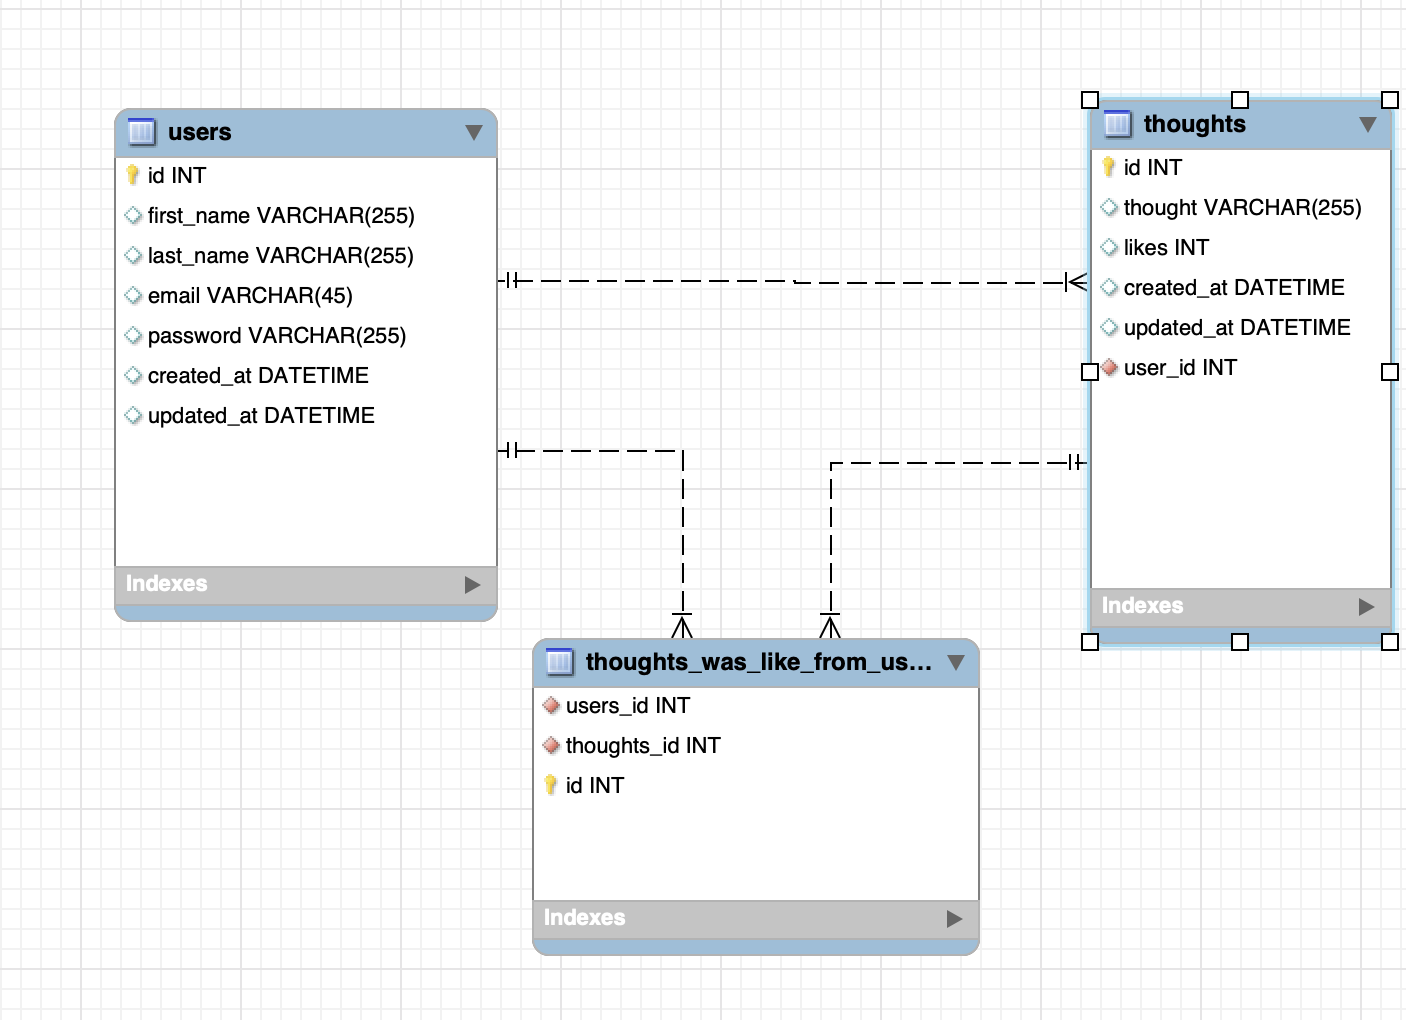 users
id INT
first_name VARCHAR(255)
last_name VARCHAR(255)
email VARCHAR(45)
password VARCHAR(255)
created_at DATETIME
updated_at DATETIME
Indexes
thoughts
id INT
thought VARCHAR(255)
likes INT
created_at DATETIME
updated_at DATETIME
user_id INT
Indexes
thoughts_was_like_from_us...
users_id INT
thoughts_id INT
id INT
Indexes